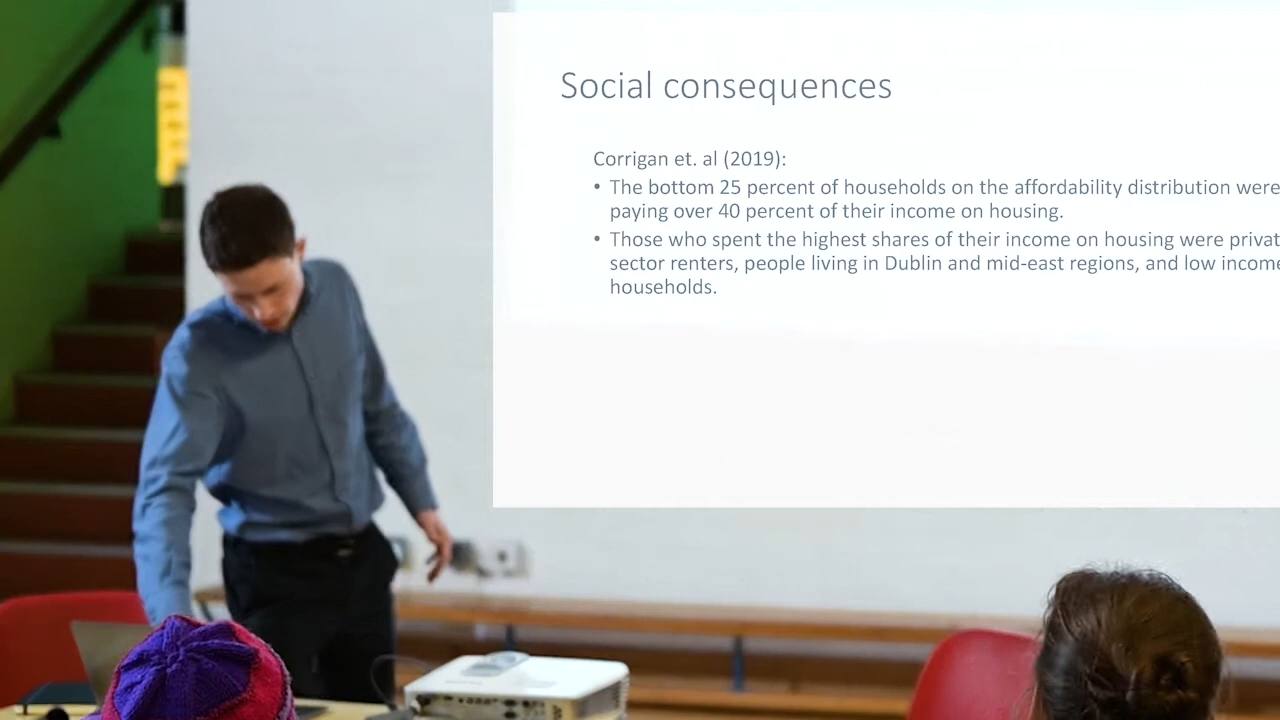 Social consequences
Corrigan et. al (2019):
• The bottom 25 percent of households on the affordability distribution were
paying over 40 percent of their income on housing.
• Those who spent the highest shares of their income on housing were privat
sector renters, people living in Dublin and mid-east regions, and low income
households.